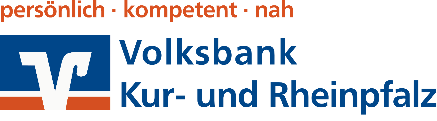 persönlich · kompetent · nah
Volksbank
Kur- und Rheinpfalz